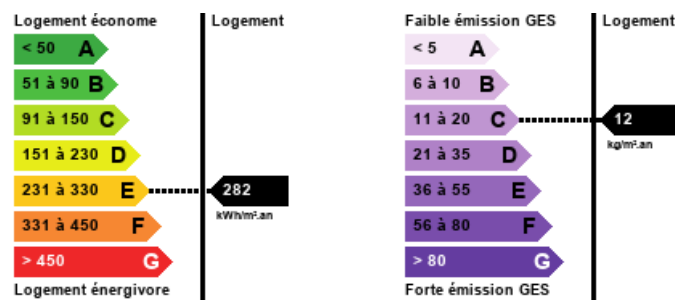 Logement économe
Logement
< 50 A
51 à 90 B
91 à 150 C
151 à 230 D
231 à 330 E
282
kWh/m².an
331 à 450 F
> 450 G
Logement énergivore
Faible émission GES
Logement
< 5 A
6 à 10 B
11 à 20 C
12
kg/m².an
21 à 35 D
36 à 55 E
56 à 80 F
> 80 G
Forte émission GES